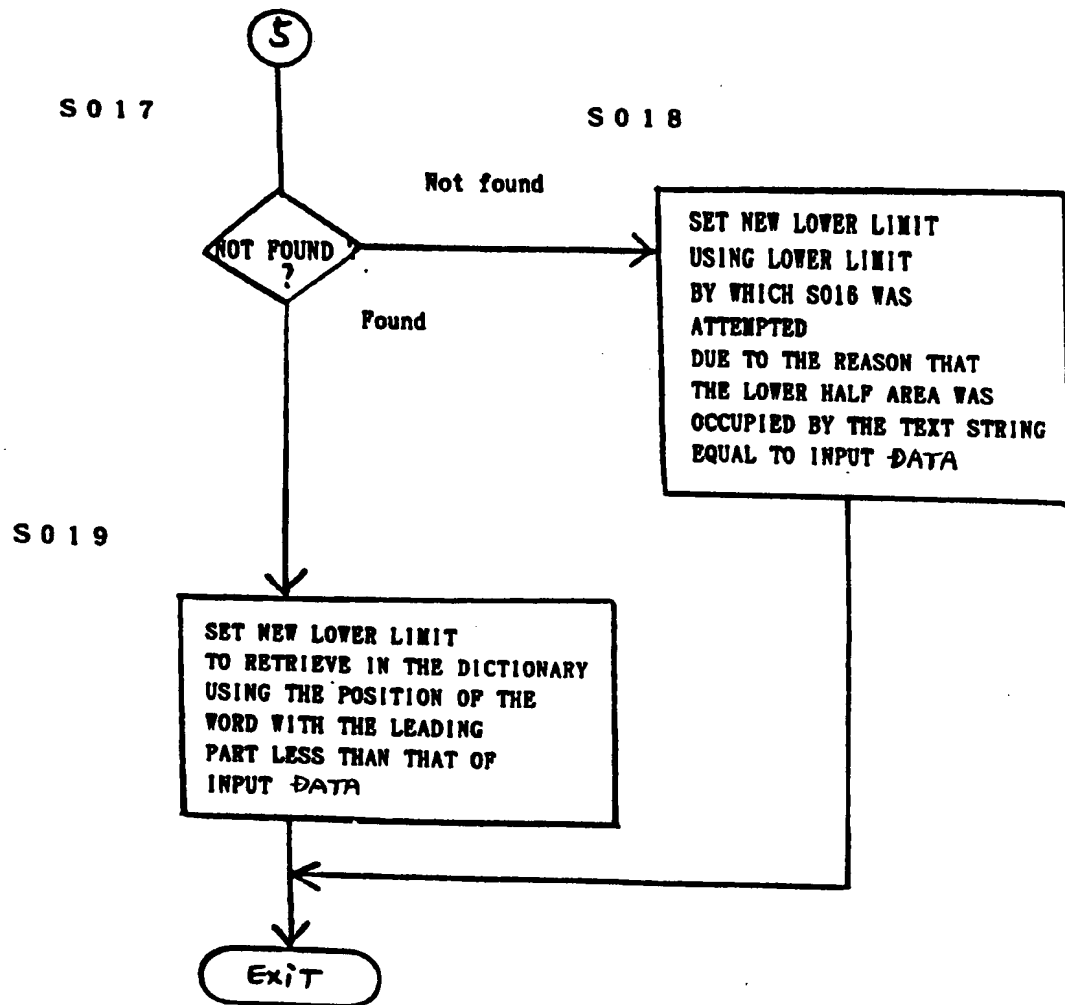 5
S017
S018
Not found
NOT FOUND
?
Found
SET NEW LOWER LIMIT
USING LOWER LIMIT
BY WHICH S016 WAS
ATTEMPTED
DUE TO THE REASON THAT
THE LOWER HALF AREA WAS
OCCUPIED BY THE TEXT STRING
EQUAL TO INPUT DATA
S019
SET NEW LOWER LIMIT
TO RETRIEVE IN THE DICTIONARY
USING THE POSITION OF THE
WORD WITH THE LEADING
PART LESS THAN THAT OF
INPUT DATA
EXiT